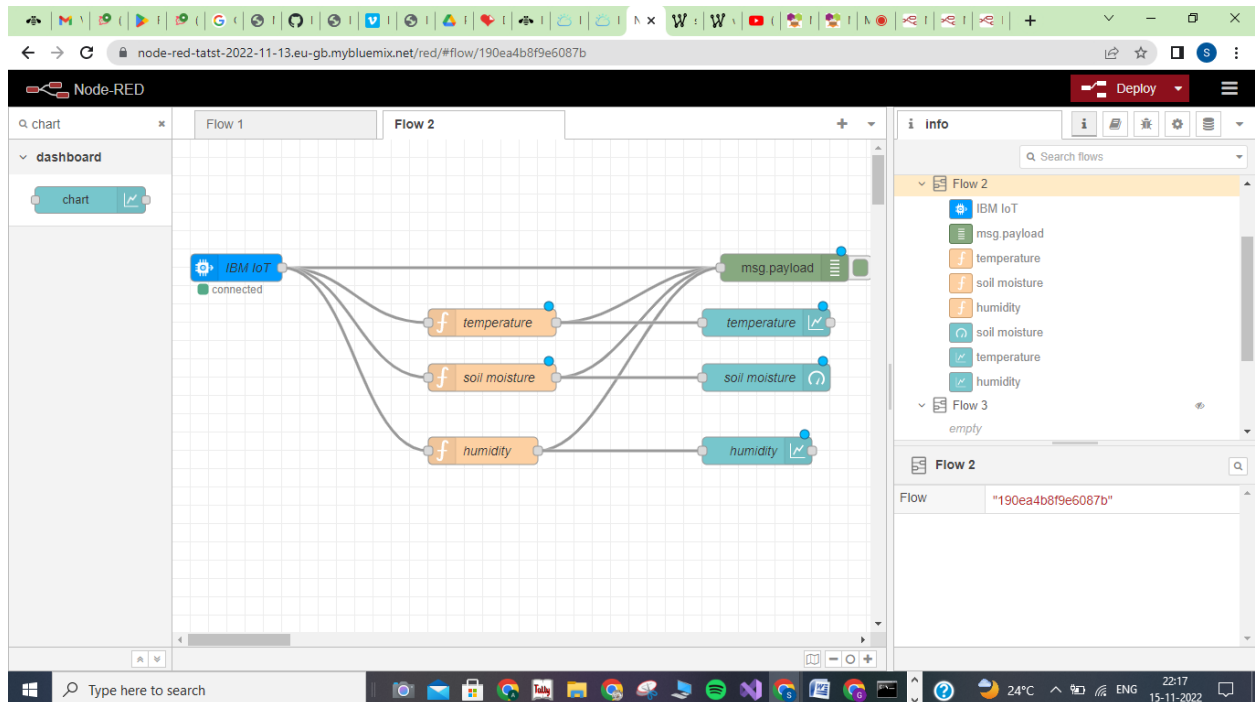 node-red-tatst-2022-11-13.eu-gb.mybluemix.net/red/#flow/190ea4b8f9e6087b
S
Node-RED
Deploy
chart
Flow 1
Flow 2
info
Search flows
dashboard
chart
Flow 2
IBM IoT
msg.payload
temperature
soil moisture
humidity
soil moisture
temperature
humidity
Flow 3
empty
IBM IoT
connected
msg.payload
temperature
temperature
soil moisture
soil moisture
humidity
humidity
Flow 2
Flow
"190ea4b8f9e6087b"
Type here to search
Tally
24°C
ENG
22:17
15-11-2022